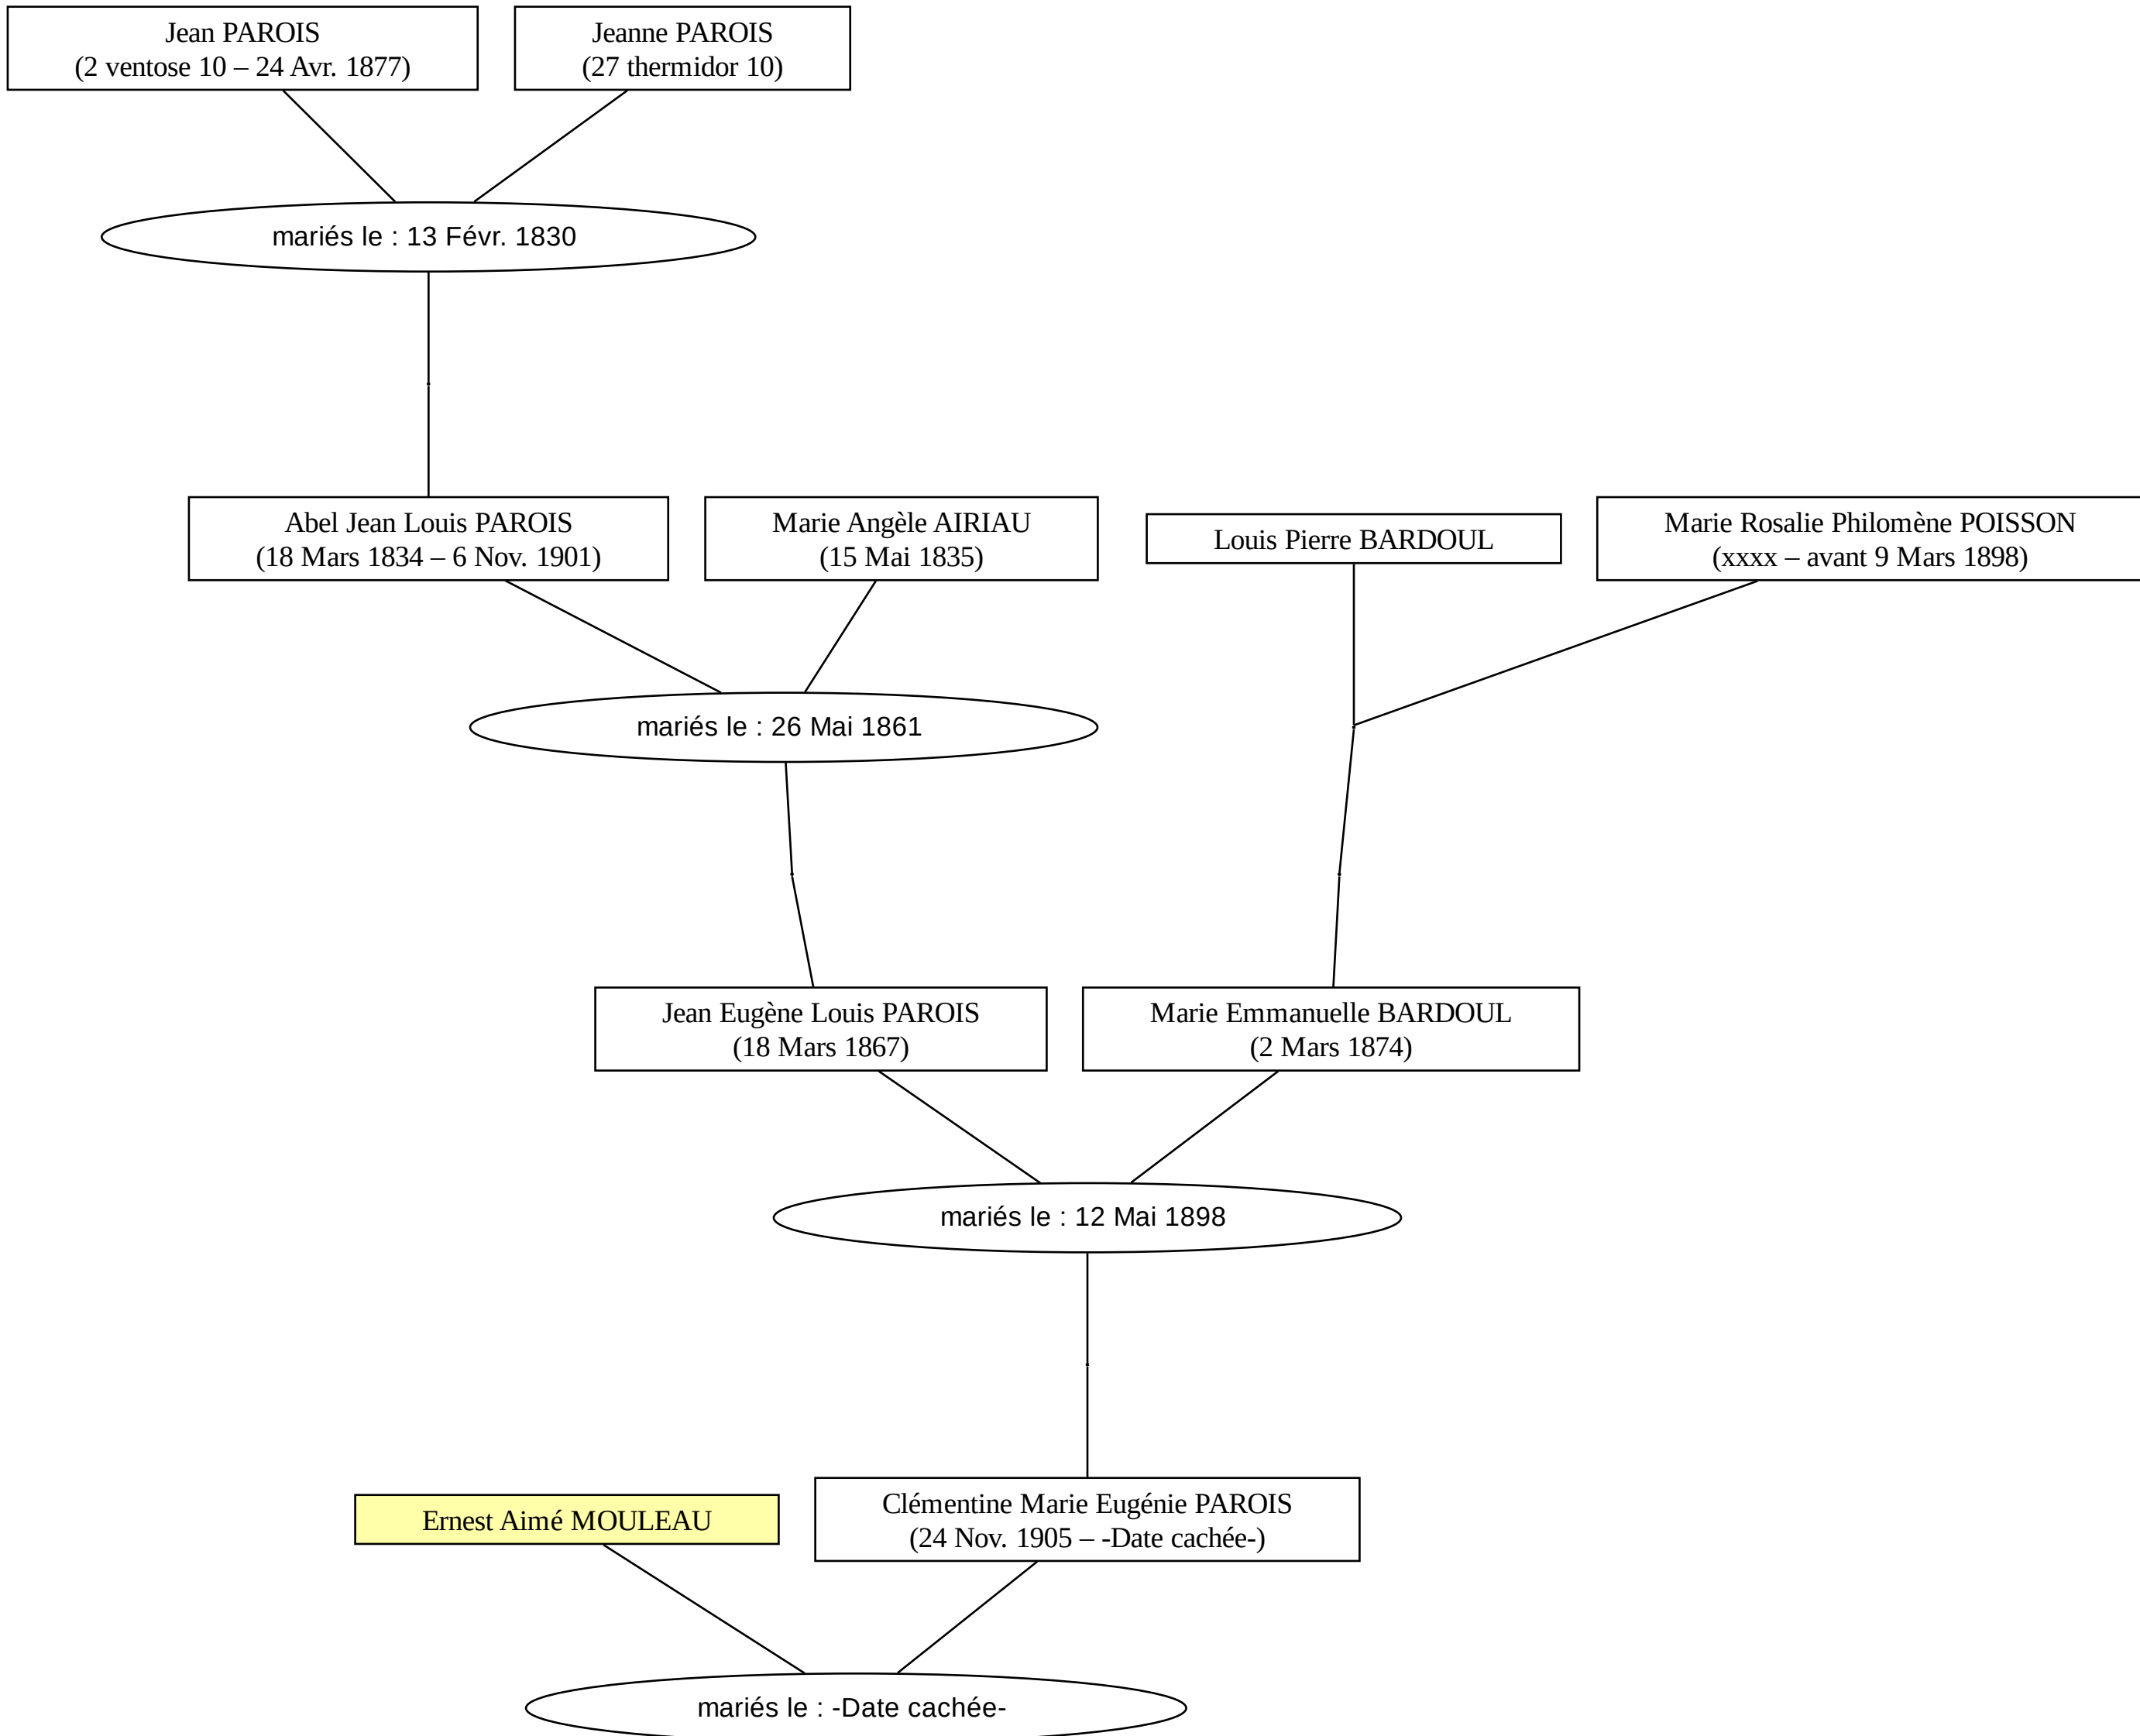 Jean PAROIS
(2 ventose 10 – 24 Avr. 1877)
Jeanne PAROIS
(27 thermidor 10)
mariés le : 13 Févr. 1830
Abel Jean Louis PAROIS
(18 Mars 1834 – 6 Nov. 1901)
Marie Angèle AIRIAU
(15 Mai 1835)
Louis Pierre BARDOUL
Marie Rosalie Philomène POISSON
(xxxx – avant 9 Mars 1898)
mariés le : 26 Mai 1861
Jean Eugène Louis PAROIS
(18 Mars 1867)
Marie Emmanuelle BARDOUL
(2 Mars 1874)
mariés le : 12 Mai 1898
Ernest Aimé MOULEAU
Clémentine Marie Eugénie PAROIS
(24 Nov. 1905 – -Date cachée-)
mariés le : -Date cachée-